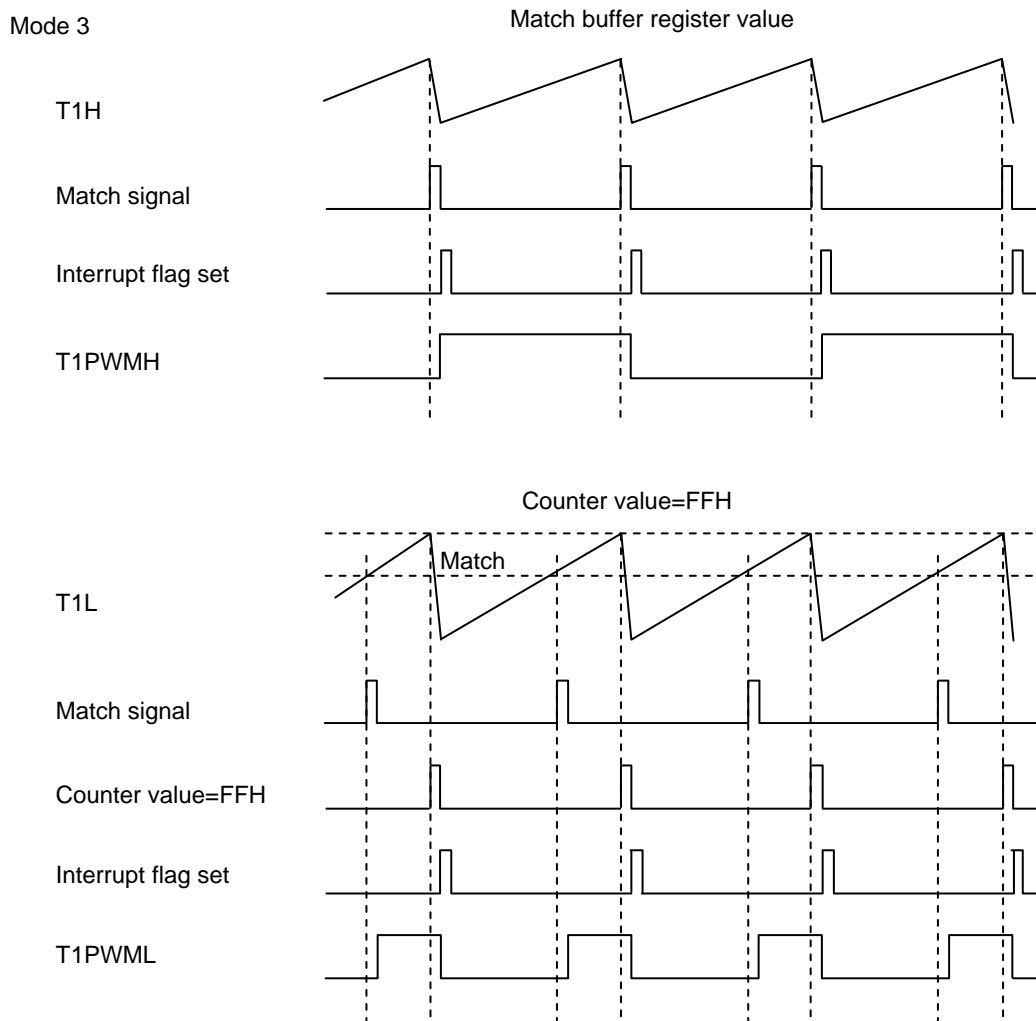 Mode 3
Match buffer register value
T1H
Match signal
Interrupt flag set
T1PWMH
Counter value=FFH
Match
T1L
Match signal
Counter value=FFH
Interrupt flag set
T1PWML